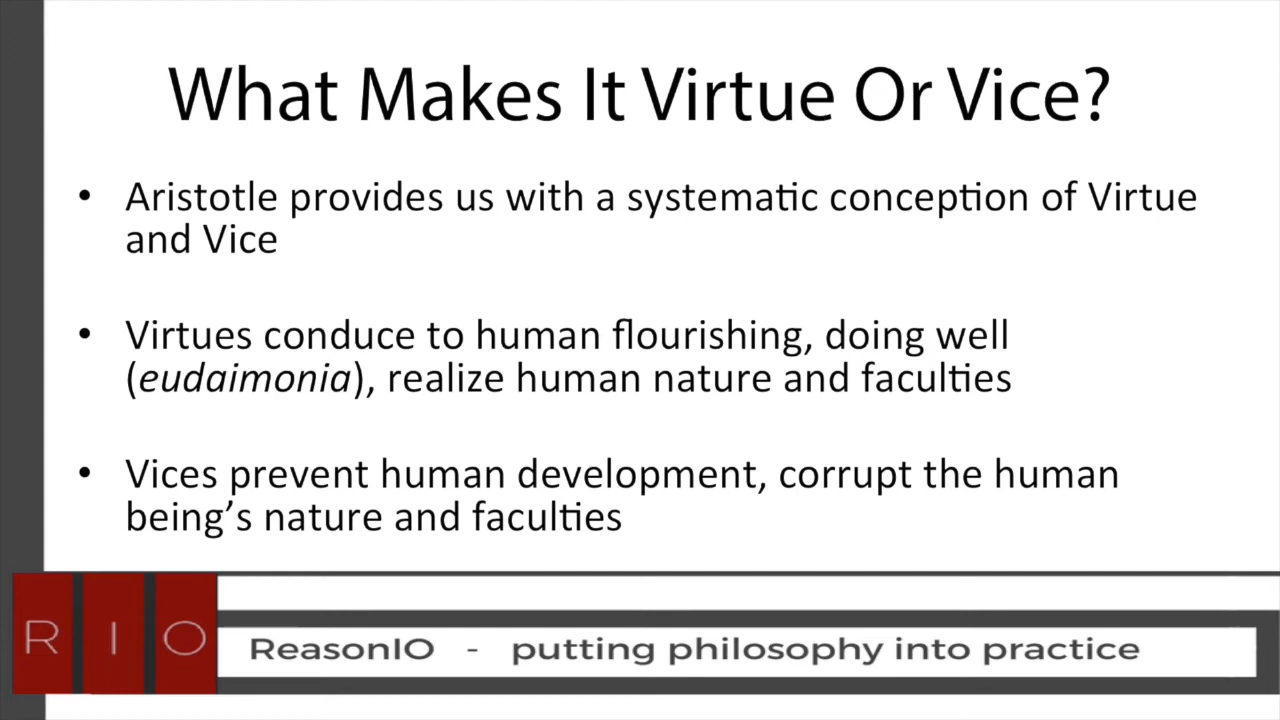 What Makes It Virtue Or Vice?
• Aristotle provides us with a systematic conception of Virtue
and Vice
• Virtues conduce to human flourishing, doing well
(eudaimonia), realize human nature and faculties
• Vices prevent human development, corrupt the human
being’s nature and faculties
R I O
ReasonIO - putting philosophy into practice